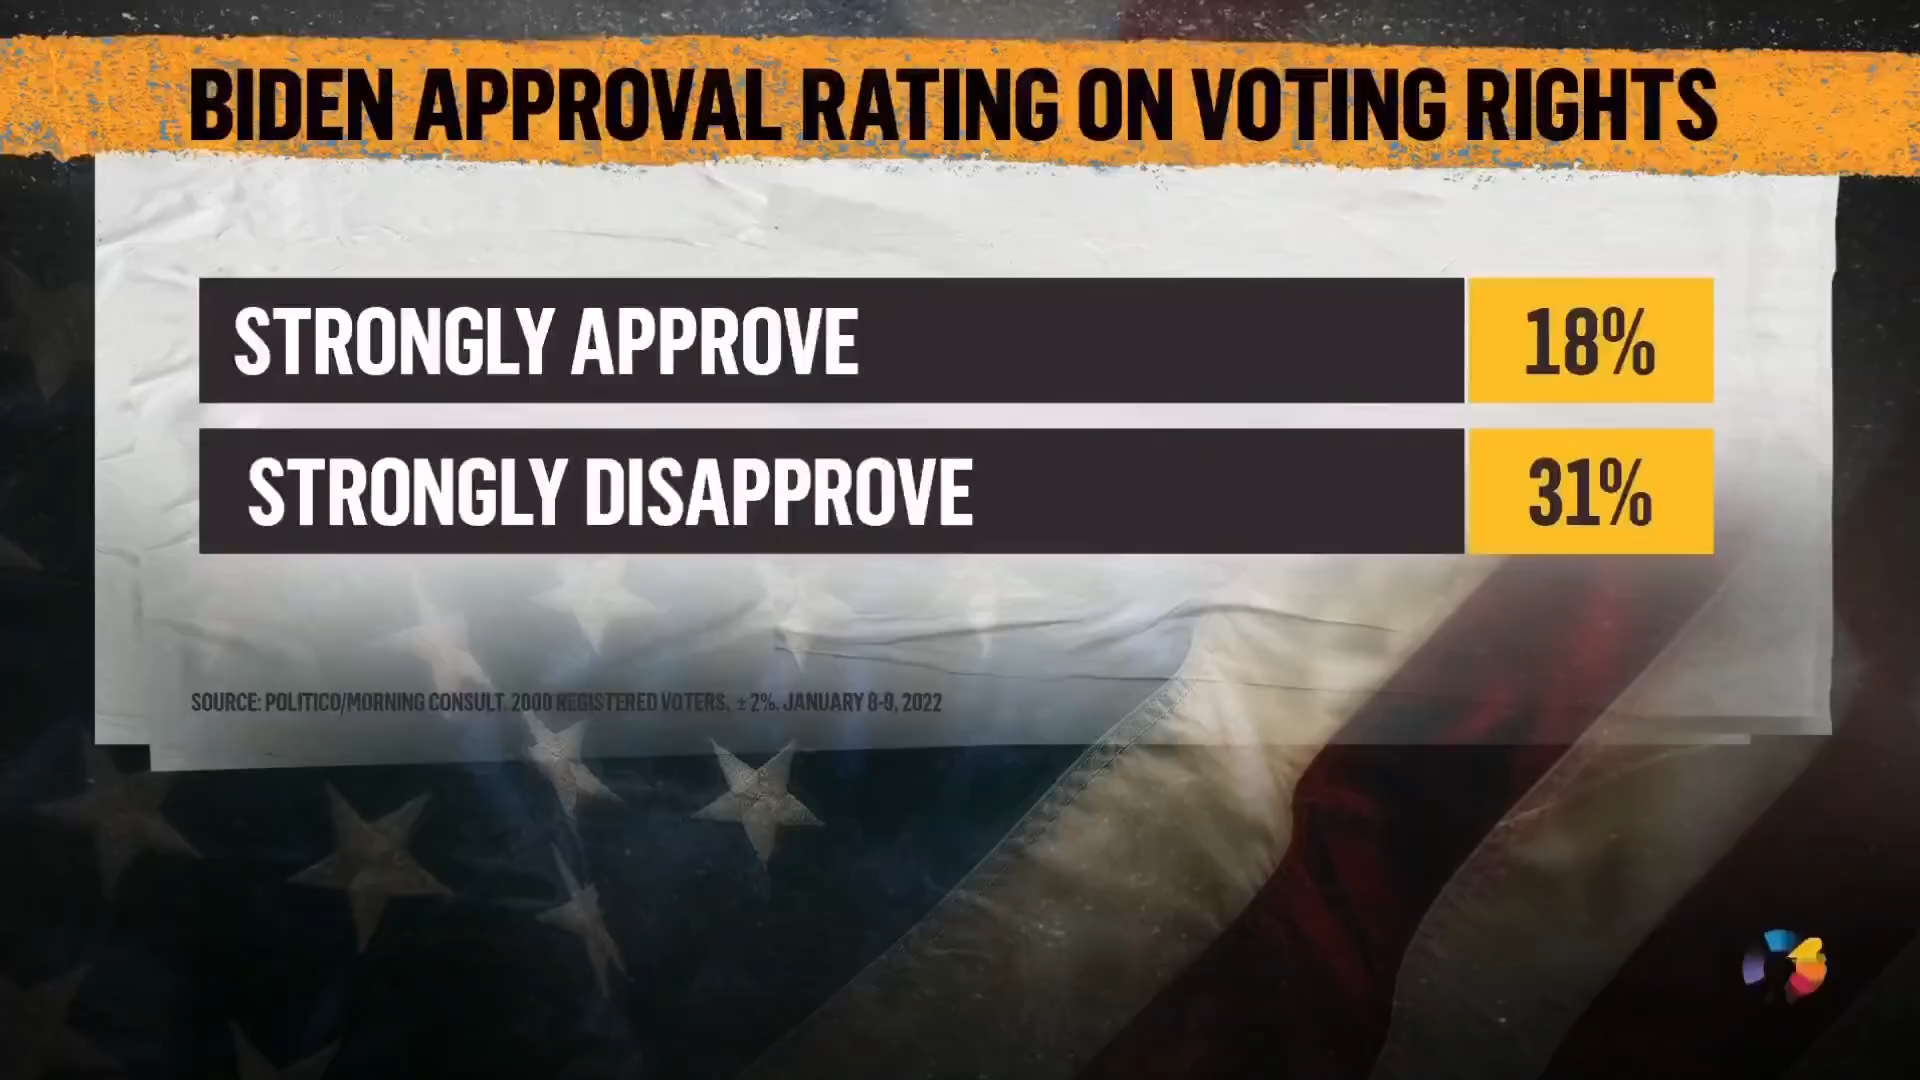 BIDEN APPROVAL RATING ON VOTING RIGHTS
STRONGLY APPROVE 18%
STRONGLY DISAPPROVE 31%
SOURCE: POLITICO/MORNING CONSULT. 2000 REGISTERED VOTERS, ±2%. JANUARY 8-9, 2022